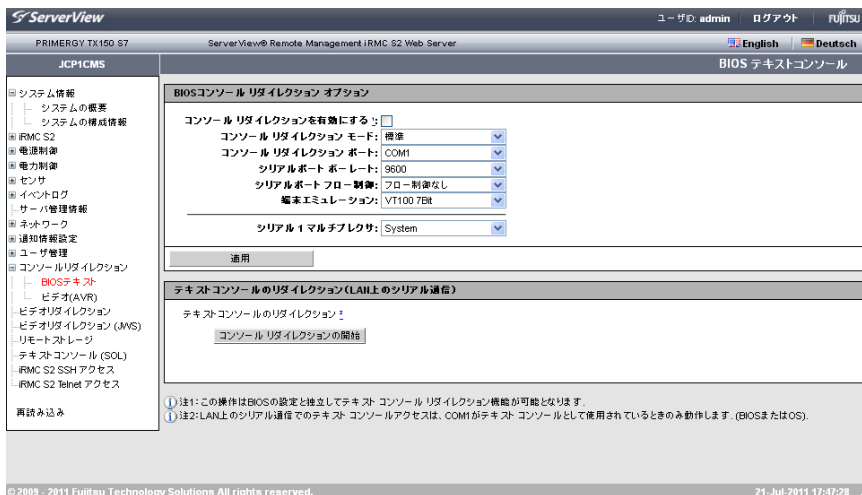 ServerView
ユーザID: admin ログアウト FUJITSU
PRIMERGY TX150 S7 ServerView® Remote Management iRMC S2 Web Server English Deutsch
JCP1CMS BIOS テキストコンソール
システム情報
システムの概要
システムの構成情報
iRMC S2
電源制御
電力制御
センサ
イベントログ
サーバ管理情報
ネットワーク
通知情報設定
ユーザ管理
コンソールリダイレクション
BIOSテキスト
ビデオ(AVR)
ビデオリダイレクション
ビデオリダイレクション (JWS)
リモートストレージ
テキストコンソール (SOL)
iRMC S2 SSH アクセス
iRMC S2 Telnet アクセス
再読み込み
BIOSコンソール リダイレクション オプション
コンソール リダイレクションを有効にする 1:
コンソール リダイレクション モード: 標準
コンソール リダイレクション ポート: COM1
シリアルポート ボーレート: 9600
シリアルポート フロー制御: フロー制御なし
端末エミュレーション: VT100 7Bit
シリアル 1 マルチプレクサ: System
適用
テキストコンソールのリダイレクション(LAN上のシリアル通信)
テキストコンソールのリダイレクション 2
コンソール リダイレクションの開始
注1:この操作はBIOSの設定と独立してテキスト コンソール リダイレクション機能が可能となります.
注2:LAN上のシリアル通信でのテキスト コンソールアクセスは、COM1がテキスト コンソールとして使用されているときのみ動作します.(BIOSまたはOS).
© 2009 - 2011 Fujitsu Technology Solutions All rights reserved. 21-Jul-2011 17:47:28